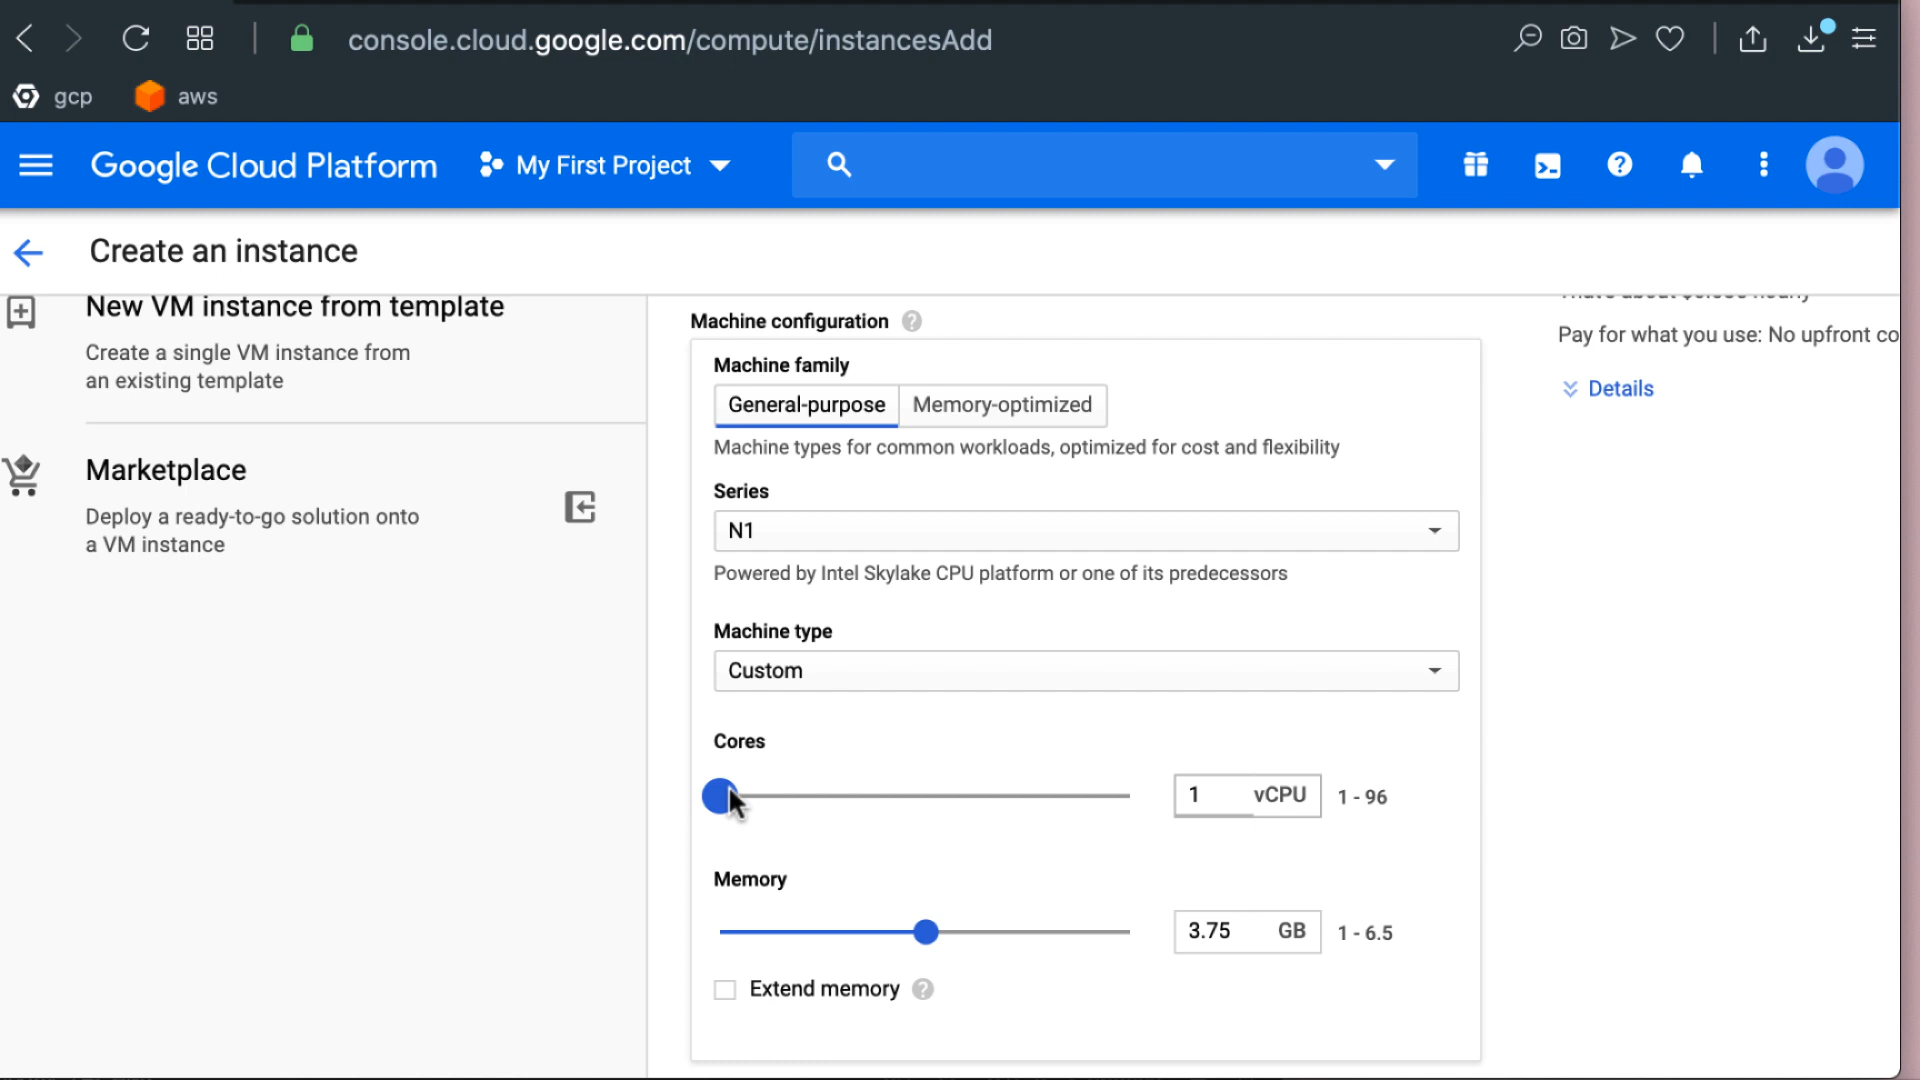 console.cloud.google.com/compute/instancesAdd
gcp
aws
Google Cloud Platform
My First Project
Create an instance
New VM instance from template
Create a single VM instance from
an existing template
Marketplace
Deploy a ready-to-go solution onto
a VM instance
Machine configuration
Machine family
General-purpose
Memory-optimized
Machine types for common workloads, optimized for cost and flexibility
Series
N1
Powered by Intel Skylake CPU platform or one of its predecessors
Machine type
Custom
Cores
1 vCPU 1 - 96
Memory
3.75 GB 1 - 6.5
Extend memory
Pay for what you use: No upfront co
Details